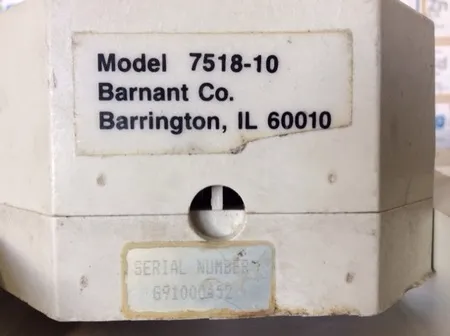 Model 7518-10
Barnant Co.
Barrington, IL 60010
SERIAL NUMBER